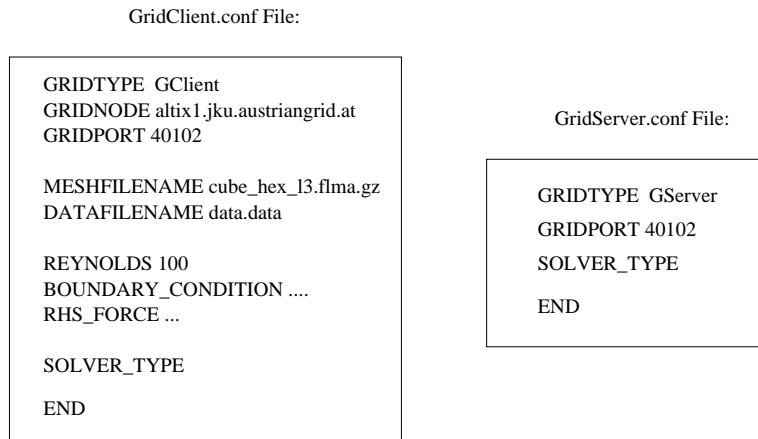 GridClient.conf File:
GRIDTYPE GClient
GRIDNODE altix1.jku.austriangrid.at
GRIDPORT 40102
MESHFILENAME cube_hex_l3.flma.gz
DATAFILENAME data.data
REYNOLDS 100
BOUNDARY_CONDITION ....
RHS_FORCE ...
SOLVER_TYPE
END
GridServer.conf File:
GRIDTYPE GServer
GRIDPORT 40102
SOLVER_TYPE
END